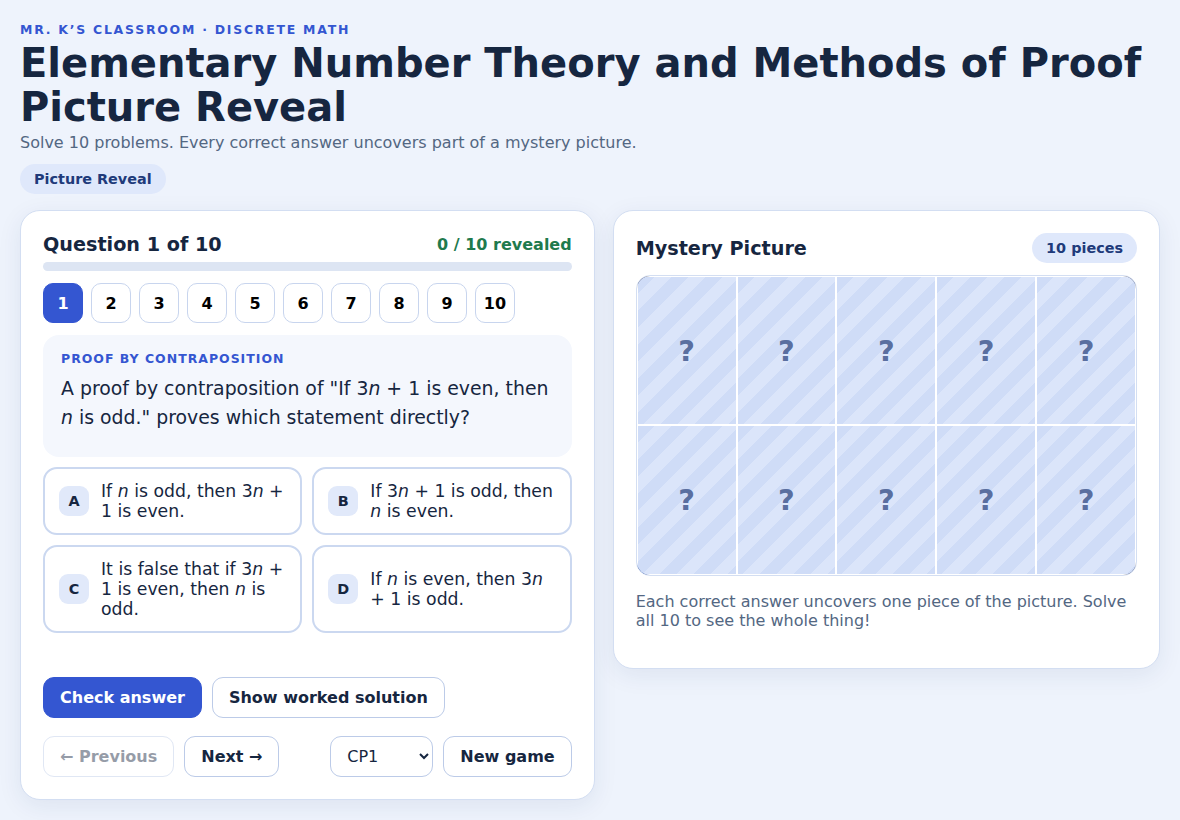 MR. K’S CLASSROOM · DISCRETE MATH
Elementary Number Theory and Methods of Proof
Picture Reveal
Solve 10 problems. Every correct answer uncovers part of a mystery picture.
Picture Reveal
Question 1 of 10
0 / 10 revealed
1 2 3 4 5 6 7 8 9 10
PROOF BY CONTRAPOSITION
A proof by contraposition of "If 3n + 1 is even, then
n is odd." proves which statement directly?
A
If n is odd, then 3n +
1 is even.
B
If 3n + 1 is odd, then
n is even.
C
It is false that if 3n +
1 is even, then n is
odd.
D
If n is even, then 3n
+ 1 is odd.
Check answer
Show worked solution
← Previous
Next →
CP1
New game
Mystery Picture
10 pieces
? ? ? ? ?
? ? ? ? ?
Each correct answer uncovers one piece of the picture. Solve
all 10 to see the whole thing!